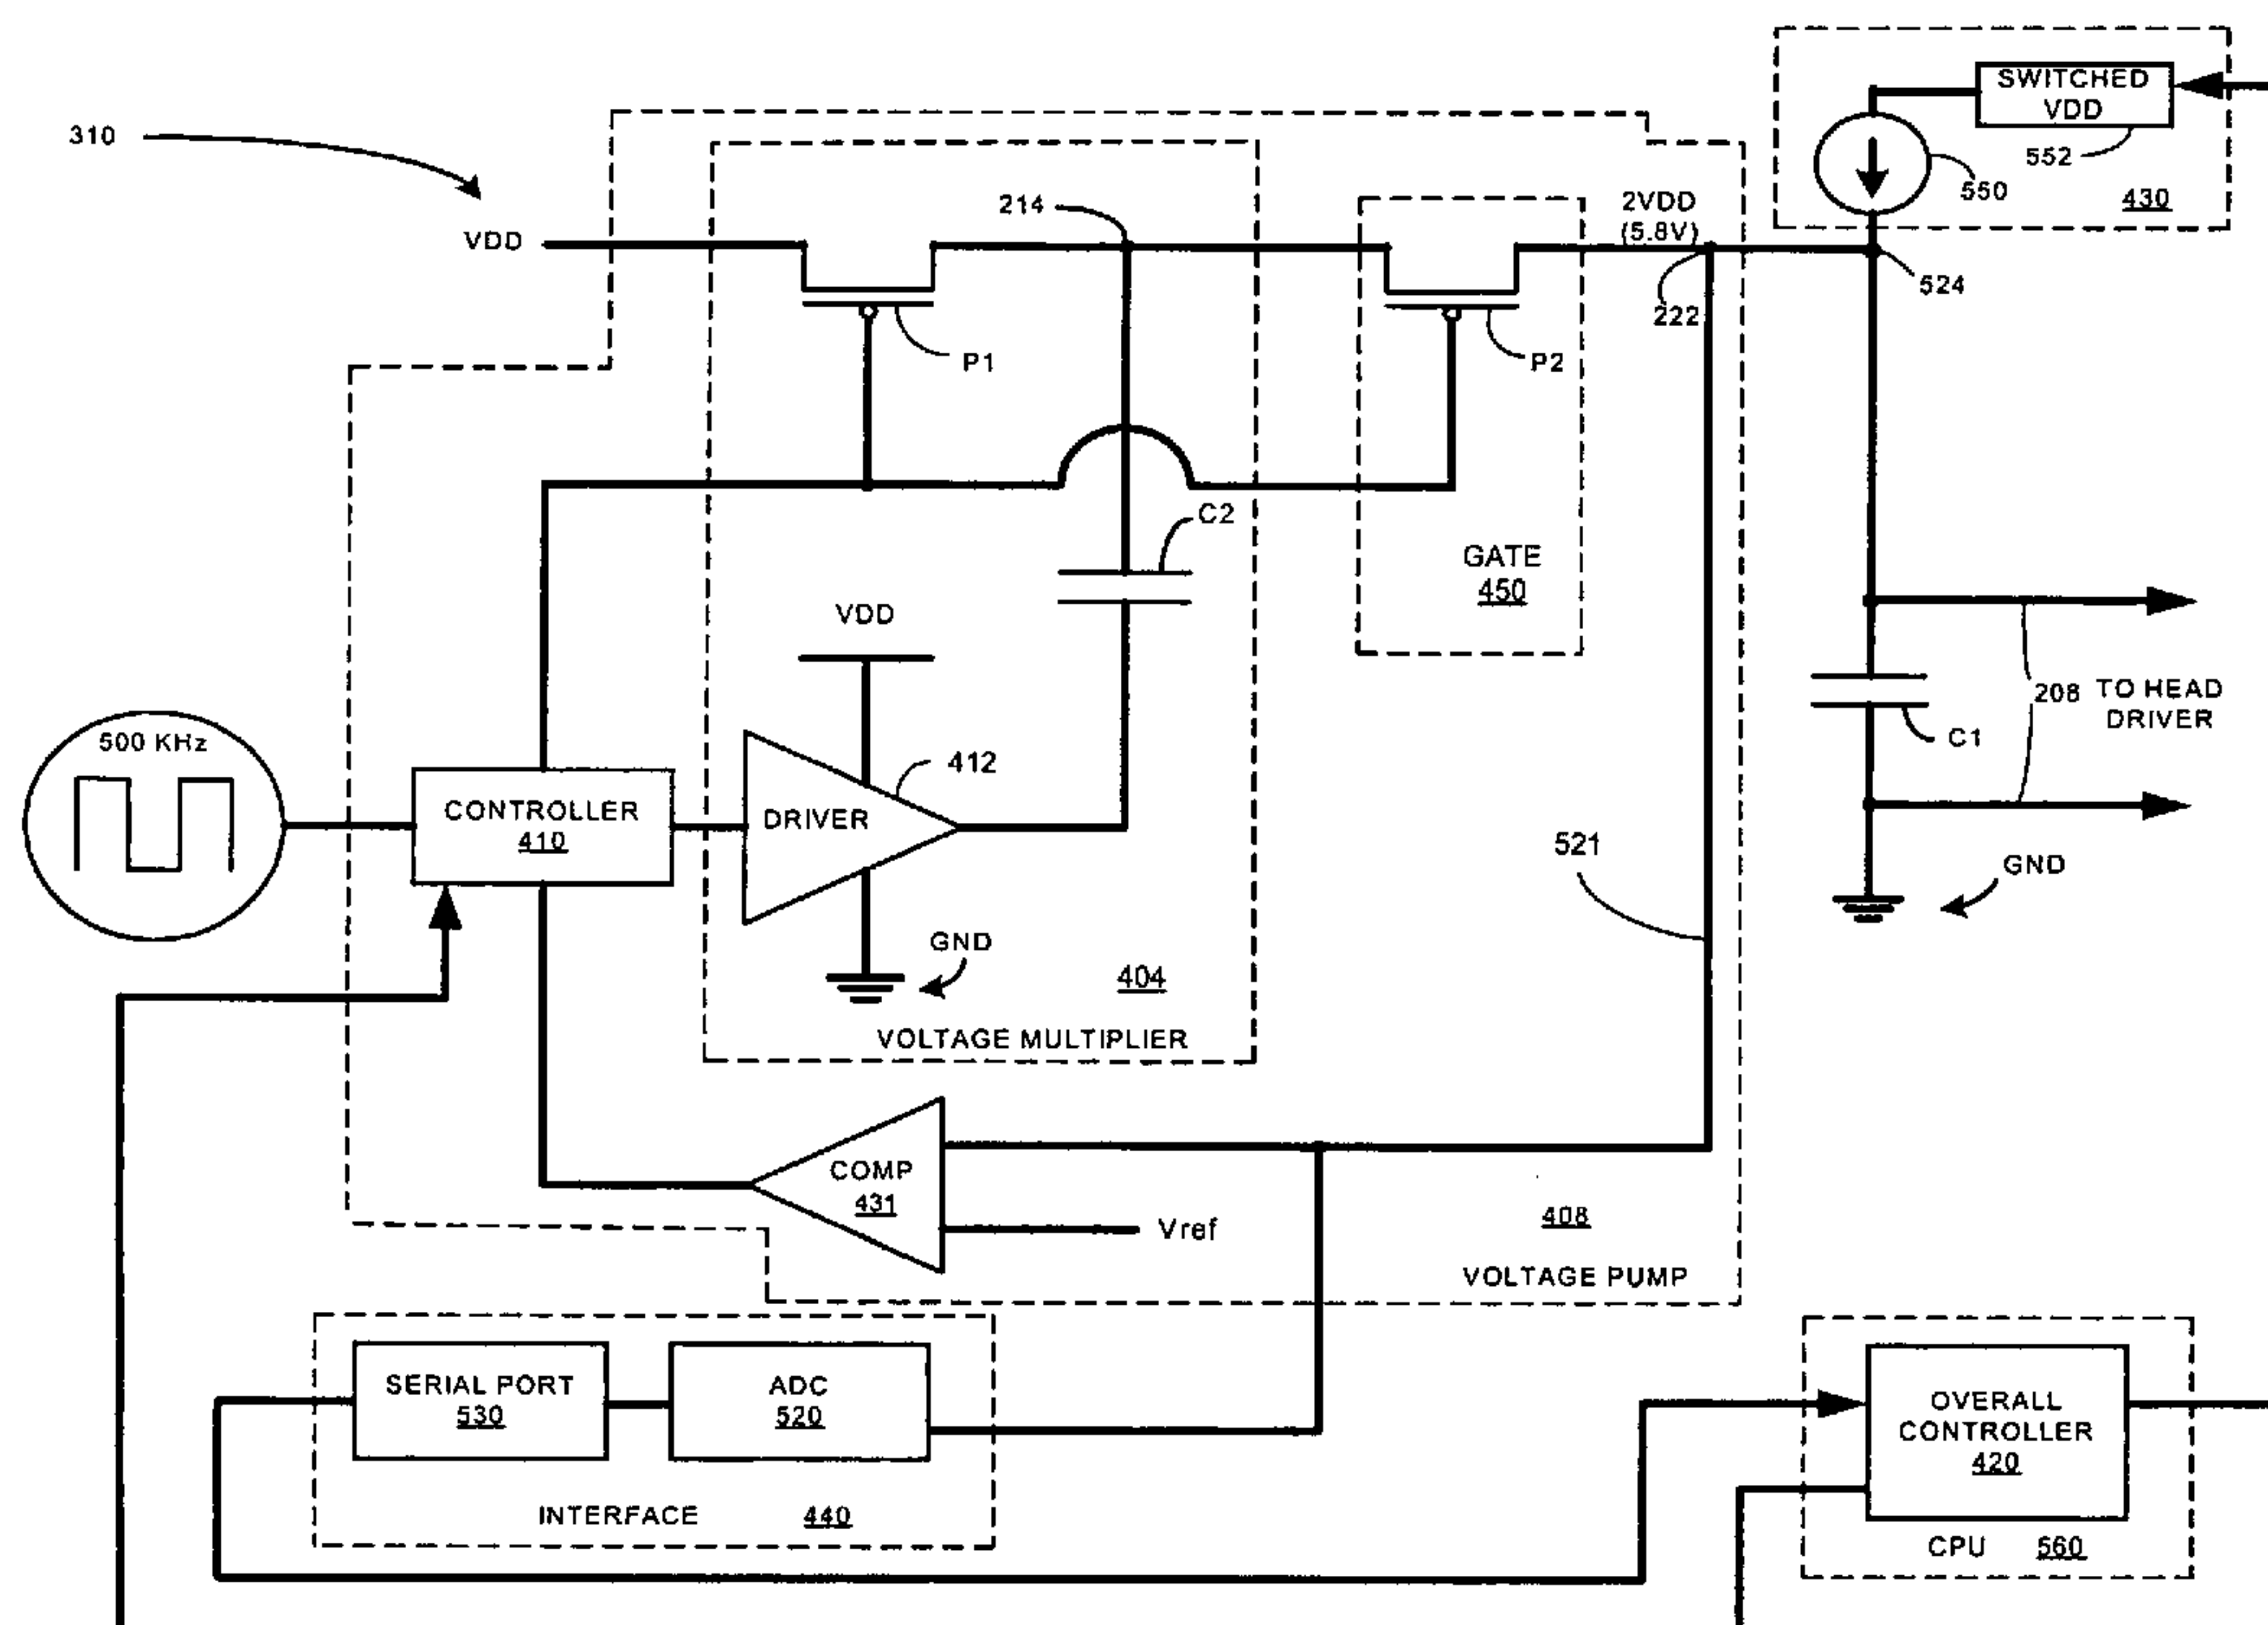 310
SWITCHED
VDD
552
550
430
VDD
214
2VDD
(5.8V)
222
524
P1
P2
C2
GATE
450
VDD
208
TO HEAD
DRIVER
C1
500 KHz
412
CONTROLLER
410
DRIVER
521
GND
GND
404
VOLTAGE MULTIPLIER
COMP
431
Vref
408
VOLTAGE PUMP
SERIAL PORT
530
ADC
520
OVERALL
CONTROLLER
420
INTERFACE
440
CPU
560